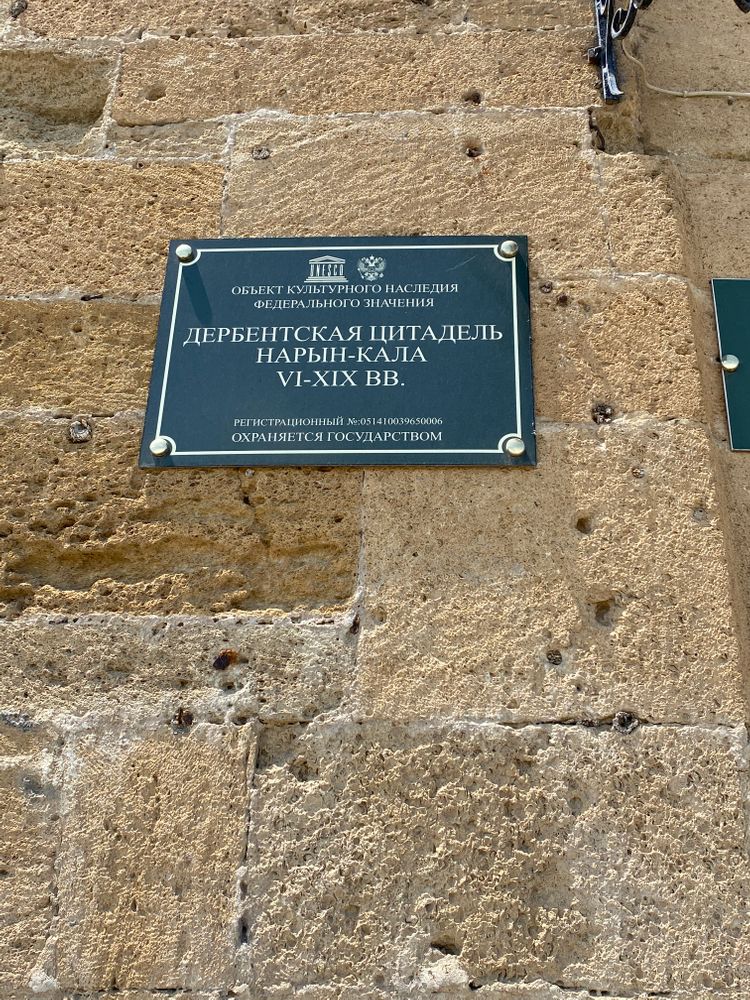 UNESCO
ОБЪЕКТ КУЛЬТУРНОГО НАСЛЕДИЯ
ФЕДЕРАЛЬНОГО ЗНАЧЕНИЯ
ДЕРБЕНТСКАЯ ЦИТАДЕЛЬ
НАРЫН-КАЛА
VI-XIX ВВ.
РЕГИСТРАЦИОННЫЙ №:051410039650006
ОХРАНЯЕТСЯ ГОСУДАРСТВОМ